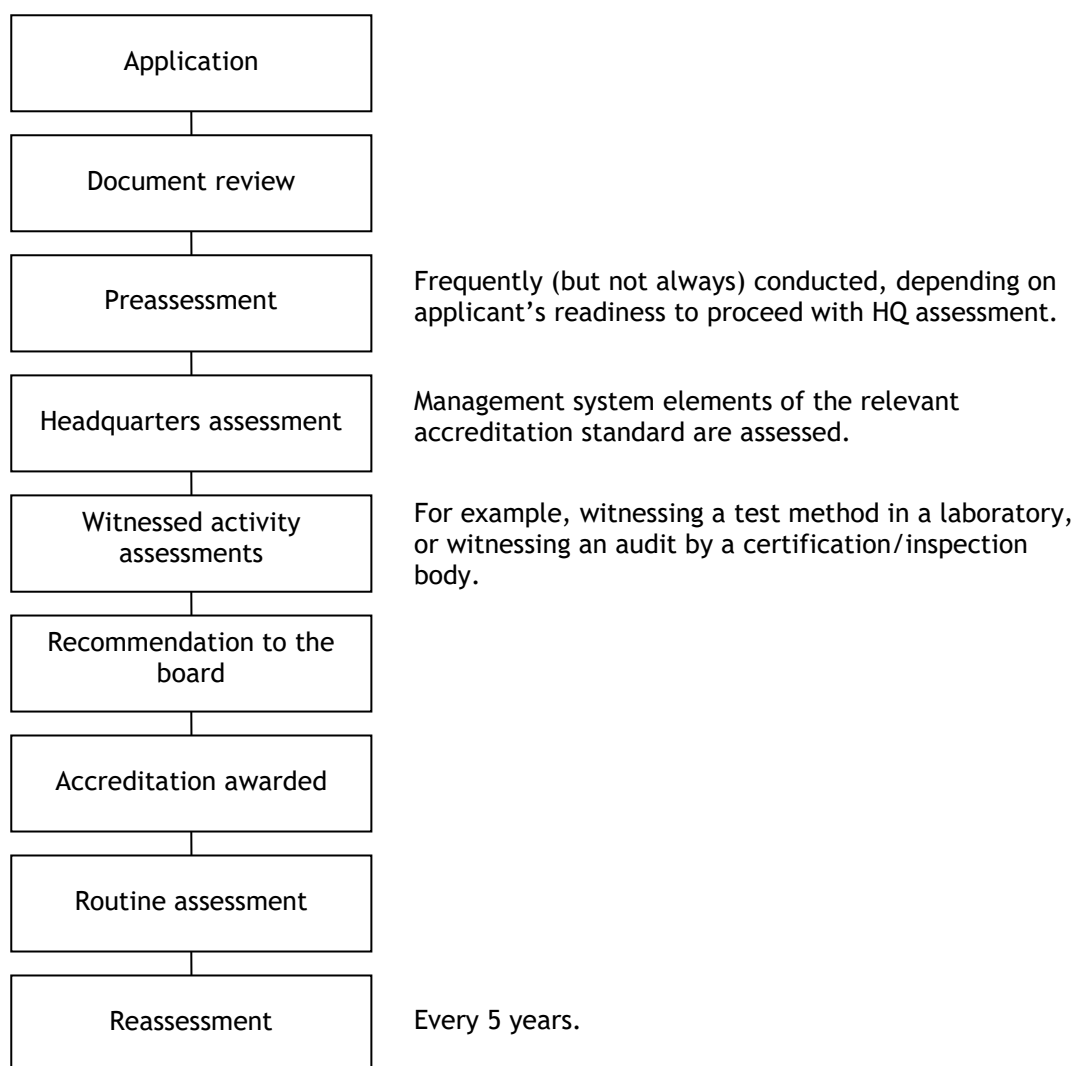 Application
Document review
Preassessment
Frequently (but not always) conducted, depending on
applicant’s readiness to proceed with HQ assessment.
Headquarters assessment
Management system elements of the relevant
accreditation standard are assessed.
Witnessed activity
assessments
For example, witnessing a test method in a laboratory,
or witnessing an audit by a certification/inspection
body.
Recommendation to the
board
Accreditation awarded
Routine assessment
Reassessment
Every 5 years.